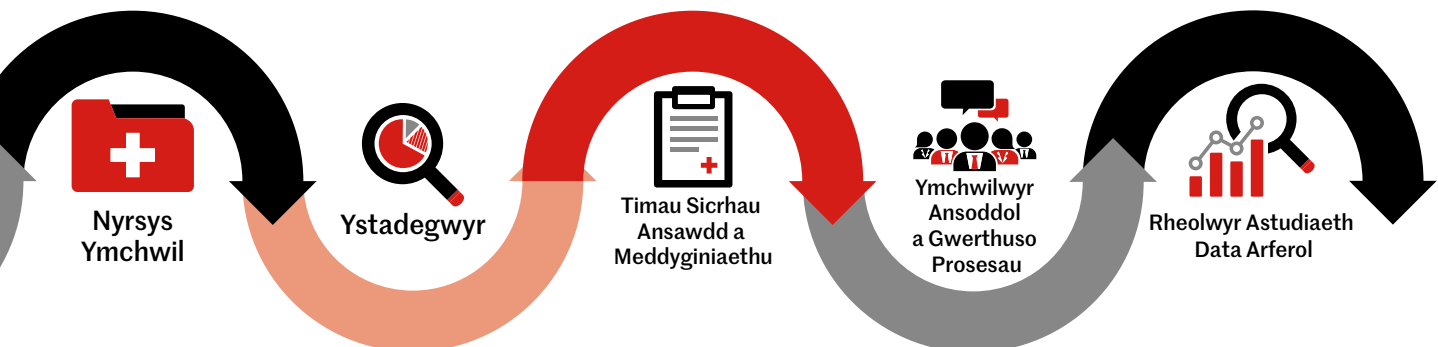 Nyrsys
Ymchwil
Ystadegwyr
Timau Sicrhau
Ansawdd a
Meddyginiaethu
Ymchwilwyr
Ansoddol
a Gwerthuso
Prosesau
Rheolwyr Astudiaeth
Data Arferol